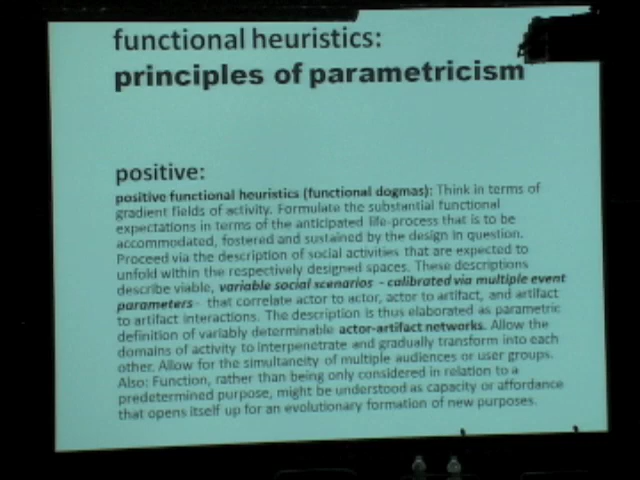 functional heuristics:
principles of parametricism
positive:
positive functional heuristics (functional dogmas): Think in terms of
gradient fields of activity. Formulate the substantial functional
expectations in terms of the anticipated life-process that is to be
accommodated, fostered and sustained by the design in question.
Proceed via the description of social activities that are expected to
unfold within the respectively designed spaces. These descriptions
describe viable, variable social scenarios - calibrated via multiple event
parameters - that correlate actor to actor, actor to artifact, and artifact
to artifact interactions. The description is thus elaborated as parametric
definition of variably determinable actor-artifact networks. Allow the
domains of activity to interpenetrate and gradually transform into each
other. Allow for the simultaneity of multiple audiences or user groups.
Also: Function, rather than being only considered in relation to a
predetermined purpose, might be understood as capacity or affordance
that opens itself up for an evolutionary formation of new purposes.